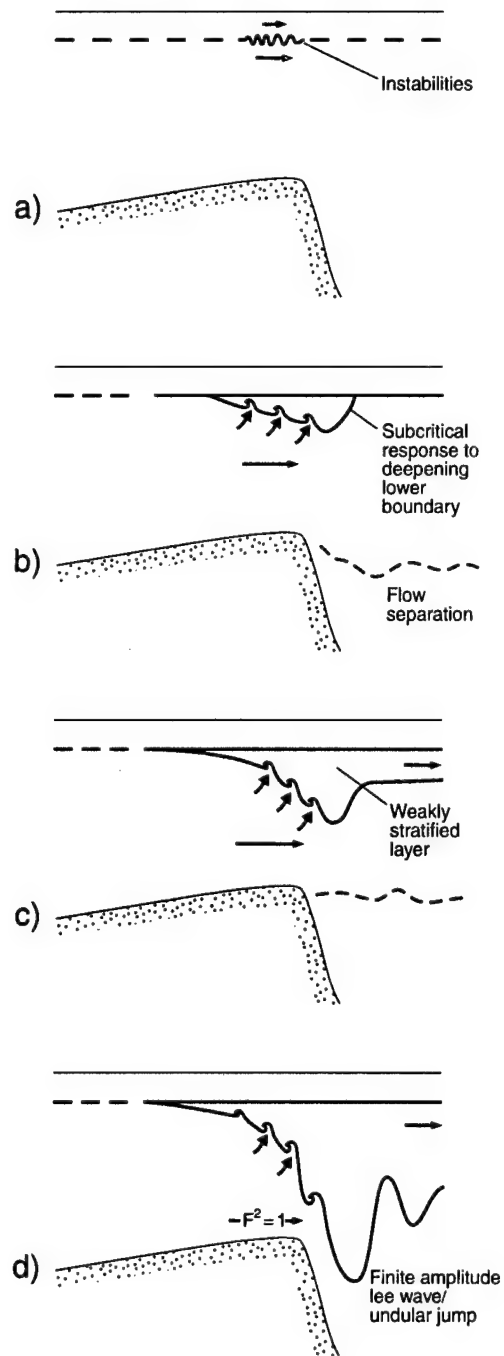 Instabilities
a)
Subcritical
response to
deepening
lower
boundary
b)
Flow
separation
Weakly
stratified
layer
c)
F² = 1
d)
Finite amplitude
lee wave/
undular jump